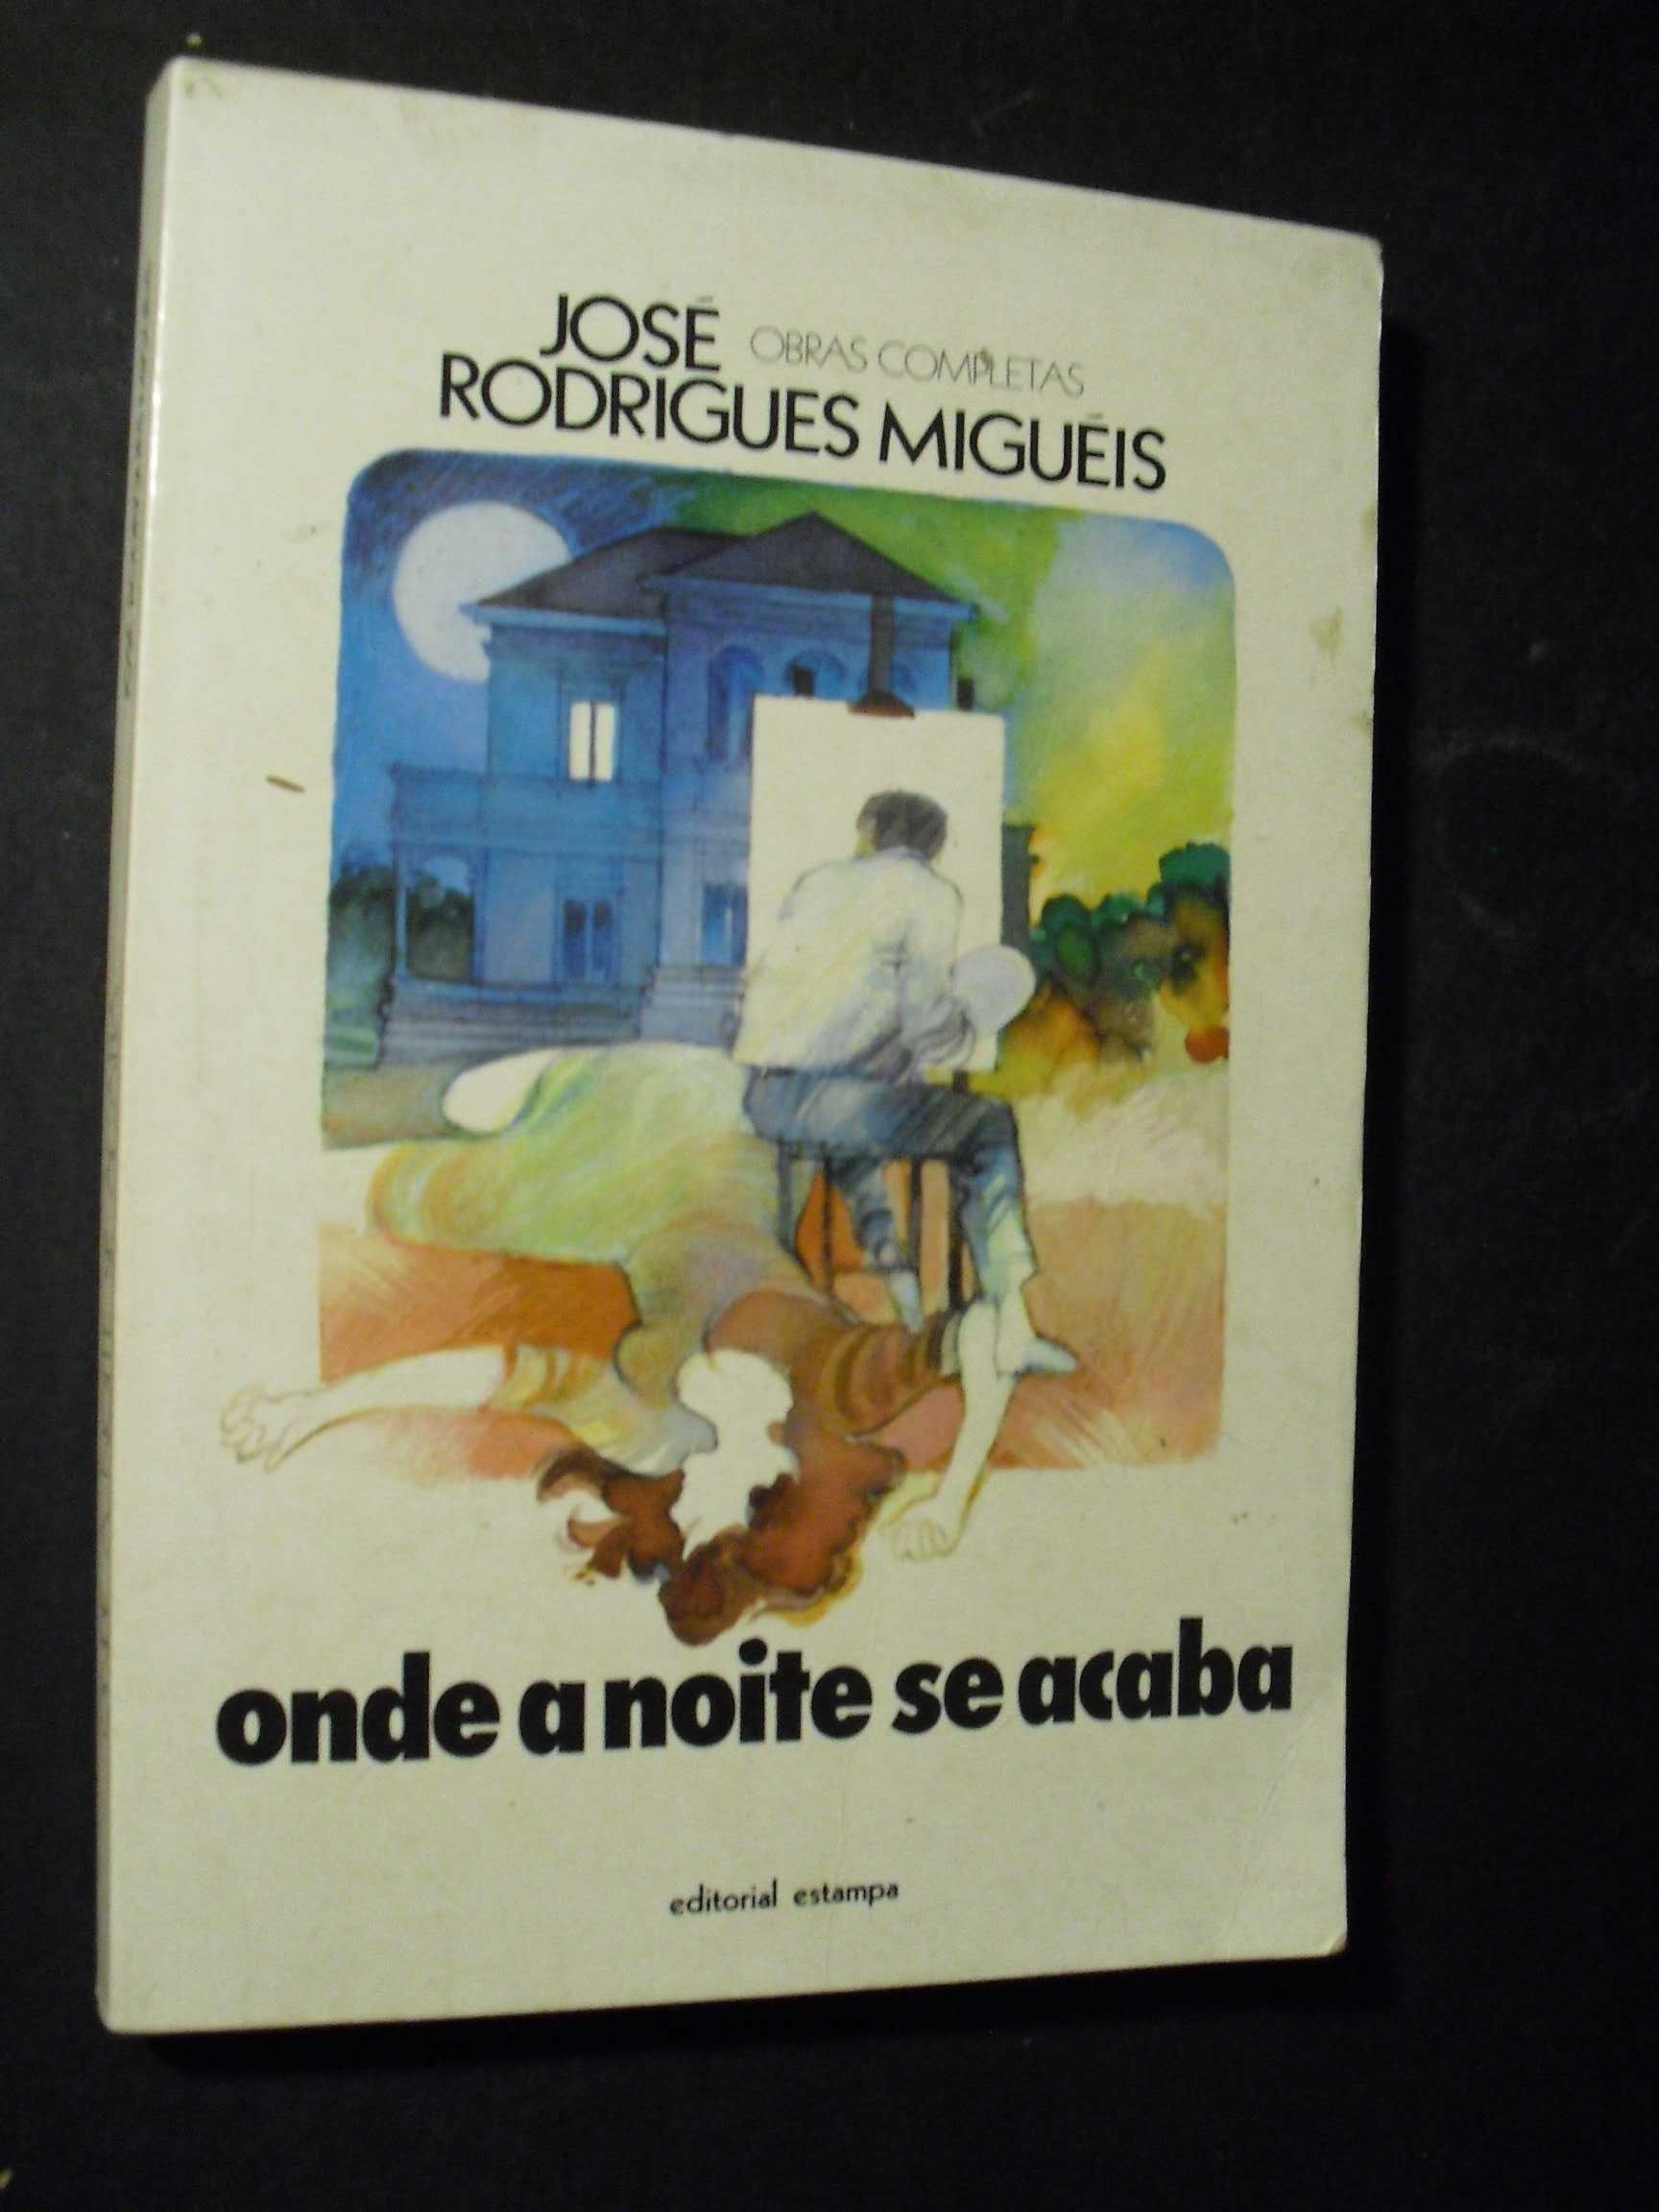 JOSÉ OBRAS COMPLETAS
RODRIGUES MIGUÉIS
onde a noite se acaba
editorial estampa